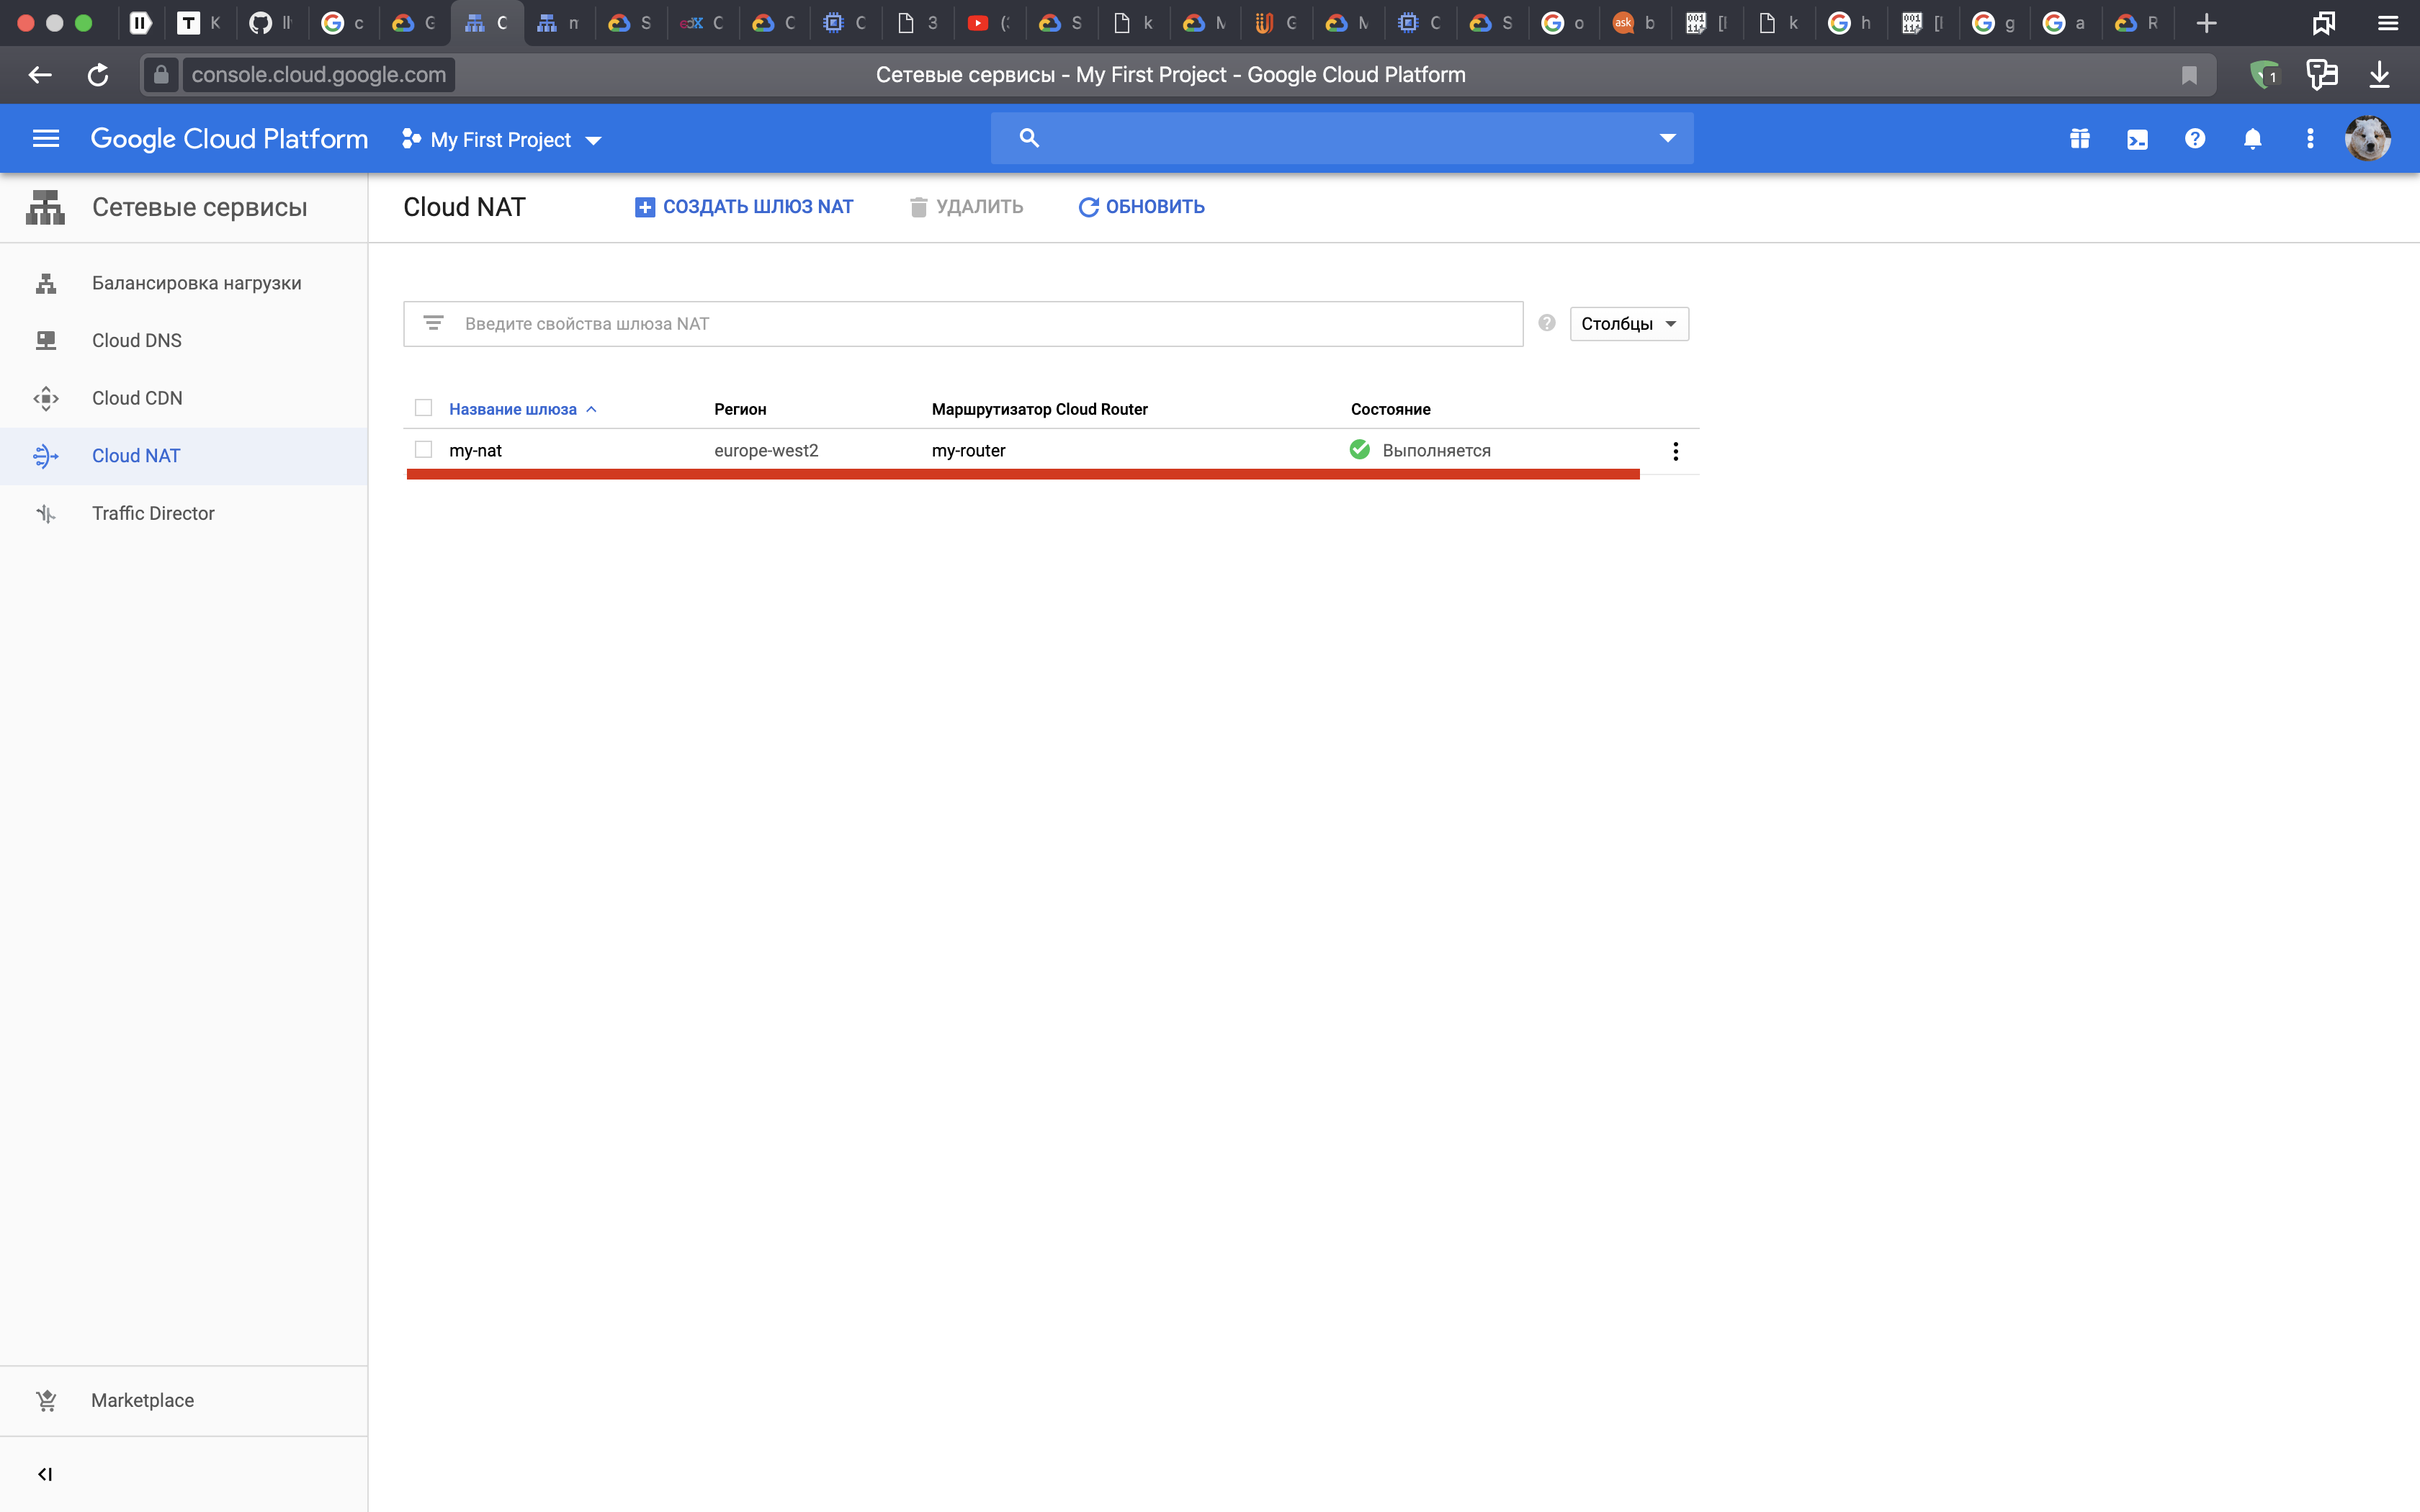 console.cloud.google.com
Сетевые сервисы - My First Project - Google Cloud Platform
1
Google Cloud Platform
My First Project
Сетевые сервисы
Cloud NAT
СОЗДАТЬ ШЛЮЗ NAT
УДАЛИТЬ
ОБНОВИТЬ
Балансировка нагрузки
Cloud DNS
Cloud CDN
Cloud NAT
Traffic Director
Введите свойства шлюза NAT
Столбцы
Название шлюза
Регион
Маршрутизатор Cloud Router
Состояние
my-nat
europe-west2
my-router
Выполняется
Marketplace